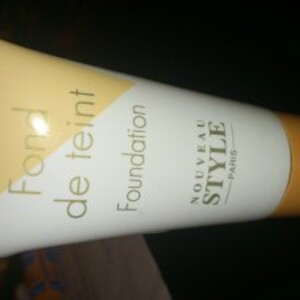 Fond
de teint
Foundation
NOUVEAU
STYLE
PARIS